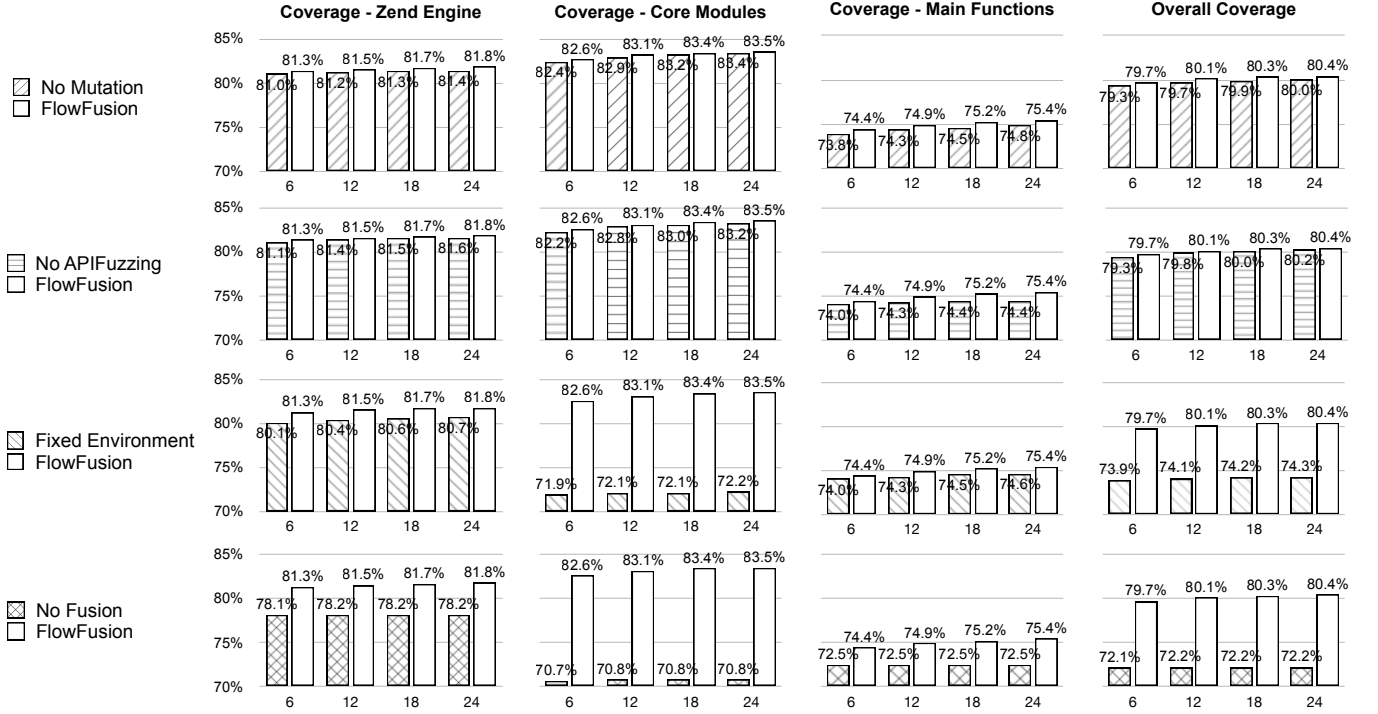 Coverage - Zend Engine Coverage - Core Modules Coverage - Main Functions Overall Coverage
No Mutation
FlowFusion
85%
80%
75%
70%
81.0% 81.3% 81.2% 81.5% 81.3% 81.7% 81.4% 81.8%
6 12 18 24
82.4% 82.6% 82.9% 83.1% 83.2% 83.4% 83.4% 83.5%
6 12 18 24
73.8% 74.4% 74.3% 74.9% 74.5% 75.2% 74.8% 75.4%
6 12 18 24
79.3% 79.7% 79.7% 80.1% 79.9% 80.3% 80.0% 80.4%
6 12 18 24
No APIFuzzing
FlowFusion
85%
80%
75%
70%
81.1% 81.3% 81.4% 81.5% 81.5% 81.7% 81.6% 81.8%
6 12 18 24
82.2% 82.6% 82.8% 83.1% 83.0% 83.4% 83.2% 83.5%
6 12 18 24
74.0% 74.4% 74.3% 74.9% 74.4% 75.2% 74.4% 75.4%
6 12 18 24
79.3% 79.7% 79.8% 80.1% 80.0% 80.3% 80.2% 80.4%
6 12 18 24
Fixed Environment
FlowFusion
85%
80%
75%
70%
80.1% 81.3% 80.4% 81.5% 80.6% 81.7% 80.7% 81.8%
6 12 18 24
71.9% 82.6% 72.1% 83.1% 72.1% 83.4% 72.2% 83.5%
6 12 18 24
74.0% 74.4% 74.3% 74.9% 74.5% 75.2% 74.6% 75.4%
6 12 18 24
73.9% 79.7% 74.1% 80.1% 74.2% 80.3% 74.3% 80.4%
6 12 18 24
No Fusion
FlowFusion
85%
80%
75%
70%
78.1% 81.3% 78.2% 81.5% 78.2% 81.7% 78.2% 81.8%
6 12 18 24
70.7% 82.6% 70.8% 83.1% 70.8% 83.4% 70.8% 83.5%
6 12 18 24
72.5% 74.4% 72.5% 74.9% 72.5% 75.2% 72.5% 75.4%
6 12 18 24
72.1% 79.7% 72.2% 80.1% 72.2% 80.3% 72.2% 80.4%
6 12 18 24